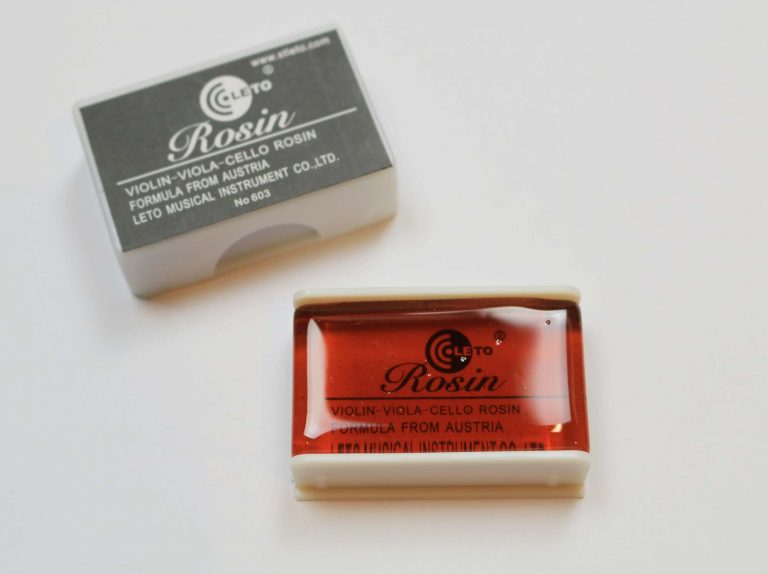 www.stleto.com
LETO ®
Rosin
VIOLIN-VIOLA-CELLO ROSIN
FORMULA FROM AUSTRIA
LETO MUSICAL INSTRUMENT CO.,LTD.
No 603
LETO ®
Rosin
VIOLIN-VIOLA-CELLO ROSIN
FORMULA FROM AUSTRIA
LETO MUSICAL INSTRUMENT CO.,LTD.